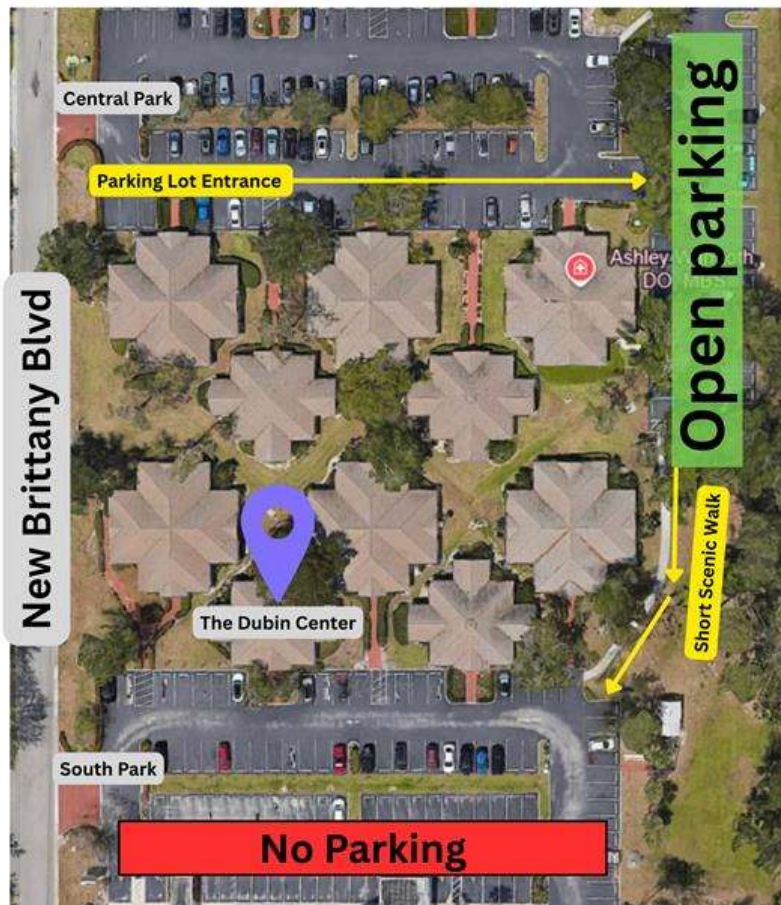 Central Park
Open parking
Parking Lot Entrance
Ashley
DO, MBS
New Brittany Blvd
Short Scenic Walk
The Dubin Center
South Park
No Parking